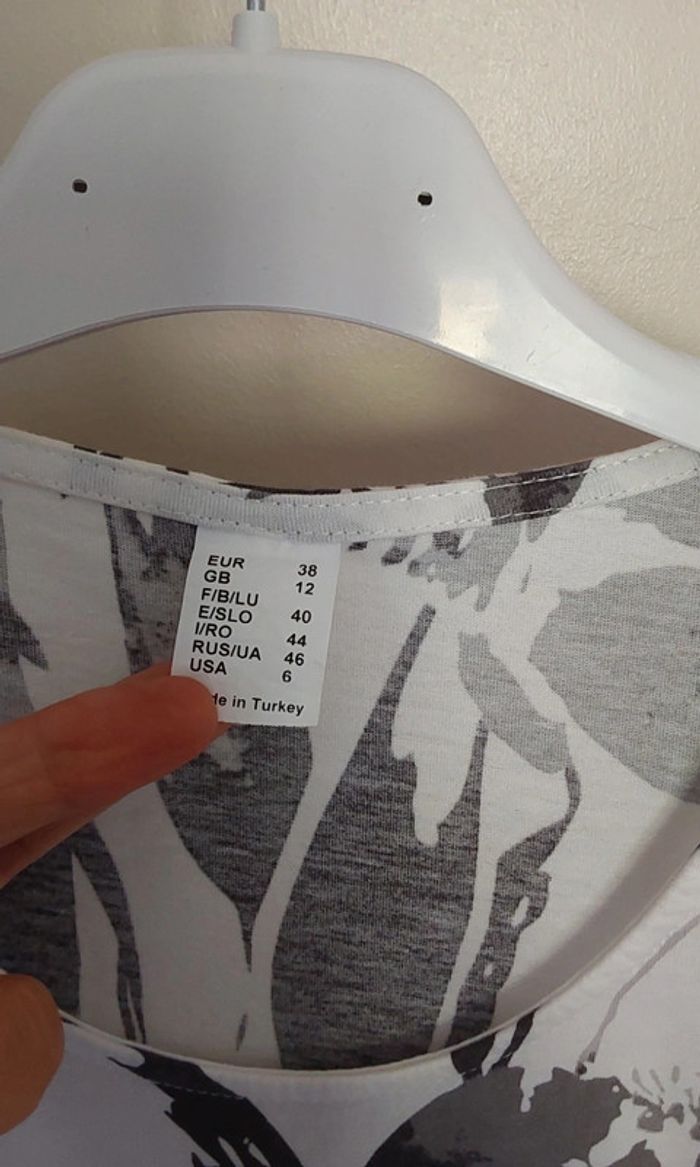 EUR 38
GB 12
F/B/LU
E/SLO 40
I/RO 44
RUS/UA 46
USA 6
de in Turkey